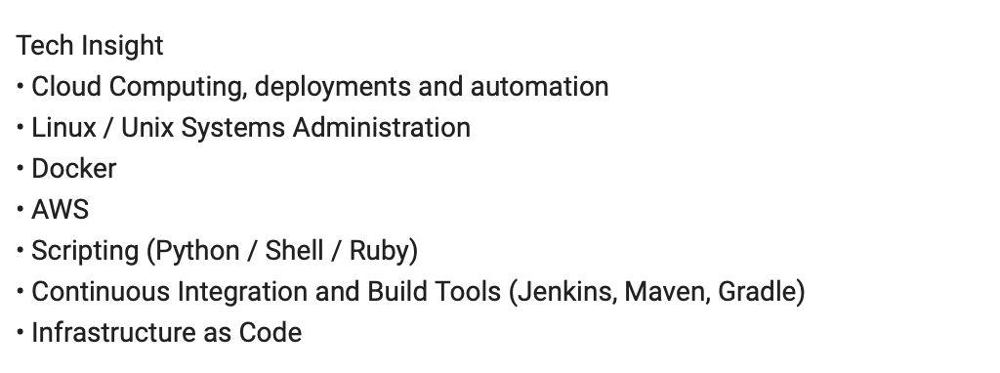 Tech Insight
• Cloud Computing, deployments and automation
• Linux / Unix Systems Administration
• Docker
• AWS
• Scripting (Python / Shell / Ruby)
• Continuous Integration and Build Tools (Jenkins, Maven, Gradle)
• Infrastructure as Code